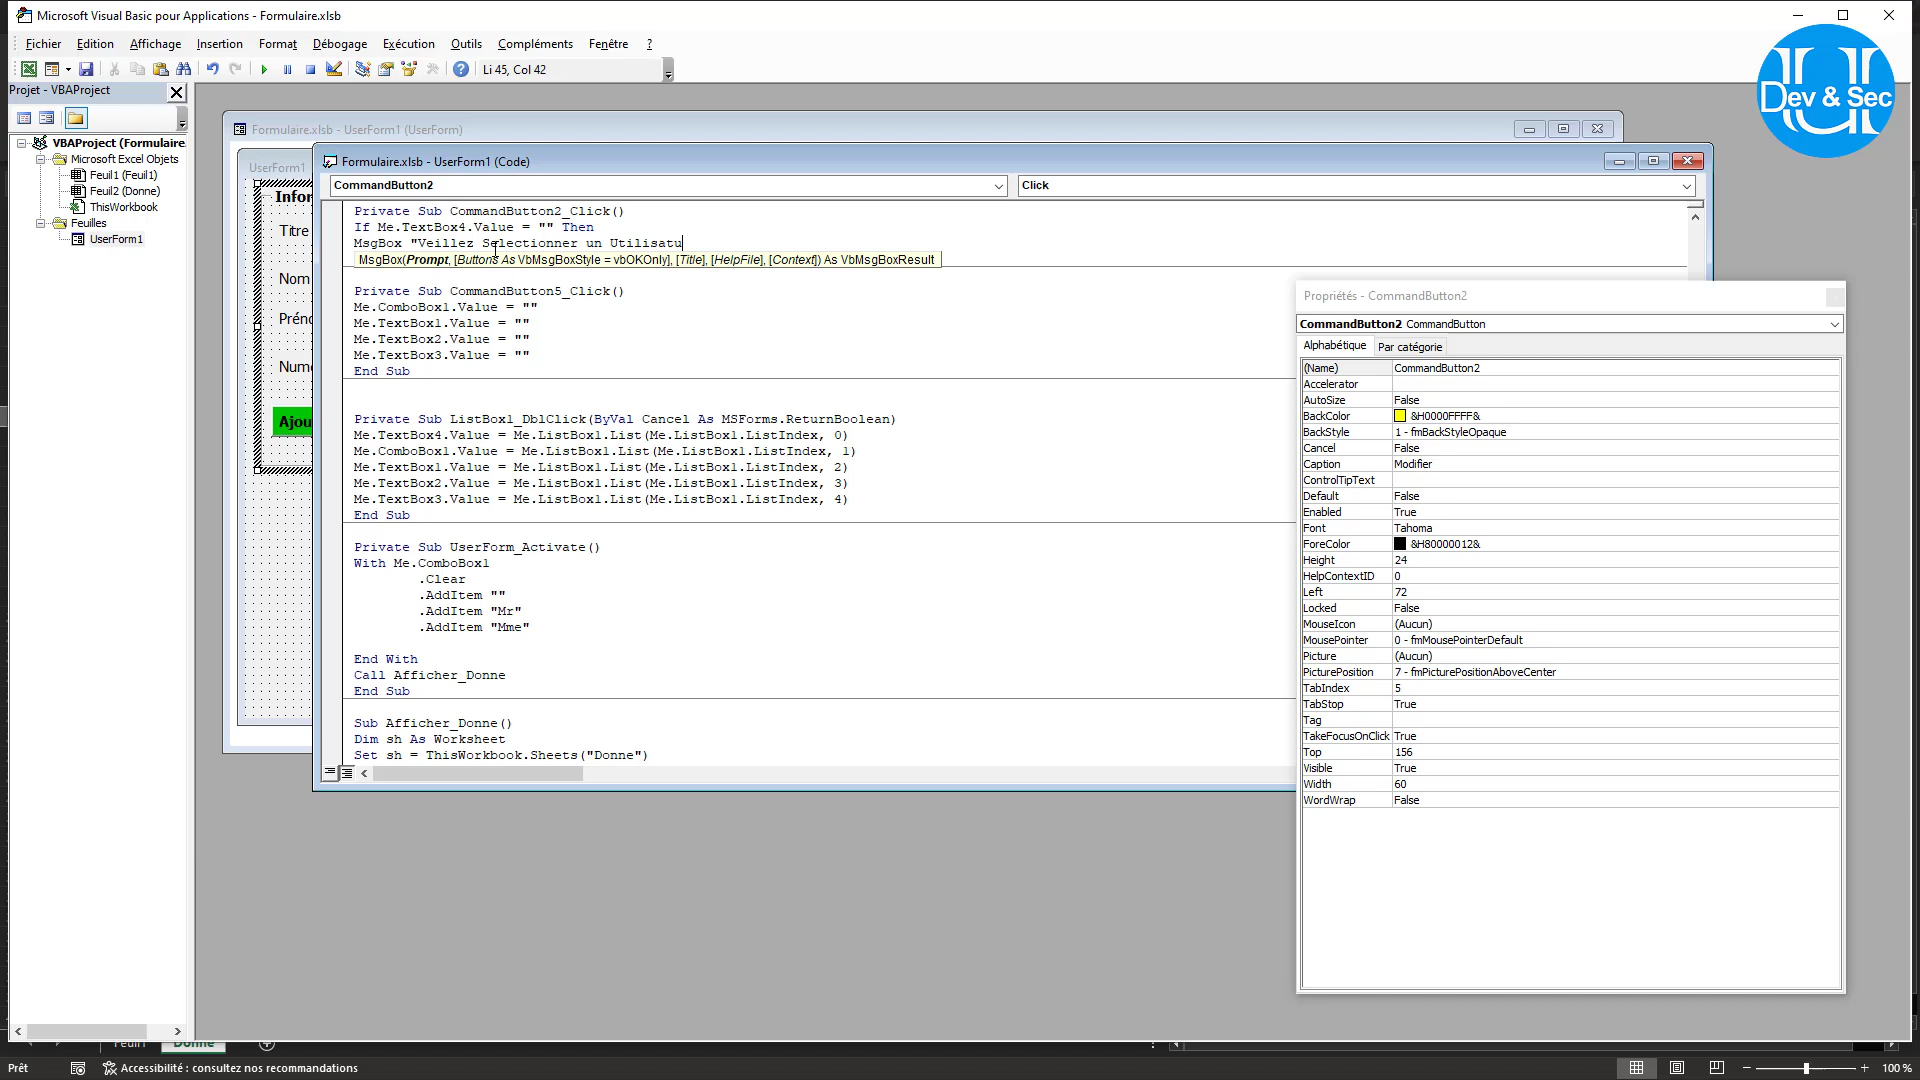 Microsoft Visual Basic pour Applications - Formulaire.xlsb
Fichier Edition Affichage Insertion Format Débogage Exécution Outils Compléments Fenêtre ?
Li 45, Col 42
Dev & Sec
Projet - VBAProject
VBAProject (Formulaire.
Microsoft Excel Objets
Feuil1 (Feuil1)
Feuil2 (Donne)
ThisWorkbook
Feuilles
UserForm1
Formulaire.xlsb - UserForm1 (UserForm)
UserForm1
Infor
Titre
Nom
Préno
Numé
Ajou
Formulaire.xlsb - UserForm1 (Code)
CommandButton2 Click
Private Sub CommandButton2_Click()
If Me.TextBox4.Value = "" Then
MsgBox "Veillez Selectionner un Utilisatu
MsgBox(Prompt, [Buttons As VbMsgBoxStyle = vbOKOnly], [Title], [HelpFile], [Context]) As VbMsgBoxResult
Private Sub CommandButton5_Click()
Me.ComboBox1.Value = ""
Me.TextBox1.Value = ""
Me.TextBox2.Value = ""
Me.TextBox3.Value = ""
End Sub
Private Sub ListBox1_DblClick(ByVal Cancel As MSForms.ReturnBoolean)
Me.TextBox4.Value = Me.ListBox1.List(Me.ListBox1.ListIndex, 0)
Me.ComboBox1.Value = Me.ListBox1.List(Me.ListBox1.ListIndex, 1)
Me.TextBox1.Value = Me.ListBox1.List(Me.ListBox1.ListIndex, 2)
Me.TextBox2.Value = Me.ListBox1.List(Me.ListBox1.ListIndex, 3)
Me.TextBox3.Value = Me.ListBox1.List(Me.ListBox1.ListIndex, 4)
End Sub
Private Sub UserForm_Activate()
With Me.ComboBox1
.Clear
.AddItem ""
.AddItem "Mr"
.AddItem "Mme"
End With
Call Afficher_Donne
End Sub
Sub Afficher_Donne()
Dim sh As Worksheet
Set sh = ThisWorkbook.Sheets("Donne")
Propriétés - CommandButton2
CommandButton2 CommandButton
Alphabétique Par catégorie
(Name) CommandButton2
Accelerator
AutoSize False
BackColor &H0000FFFF&
BackStyle 1 - fmBackStyleOpaque
Cancel False
Caption Modifier
ControlTipText
Default False
Enabled True
Font Tahoma
ForeColor &H80000012&
Height 24
HelpContextID 0
Left 72
Locked False
MouseIcon (Aucun)
MousePointer 0 - fmMousePointerDefault
Picture (Aucun)
PicturePosition 7 - fmPicturePositionAboveCenter
TabIndex 5
TabStop True
Tag
TakeFocusOnClick True
Top 156
Visible True
Width 60
WordWrap False
Feuil1 Donne
Prêt Accessibilité : consultez nos recommandations 100 %